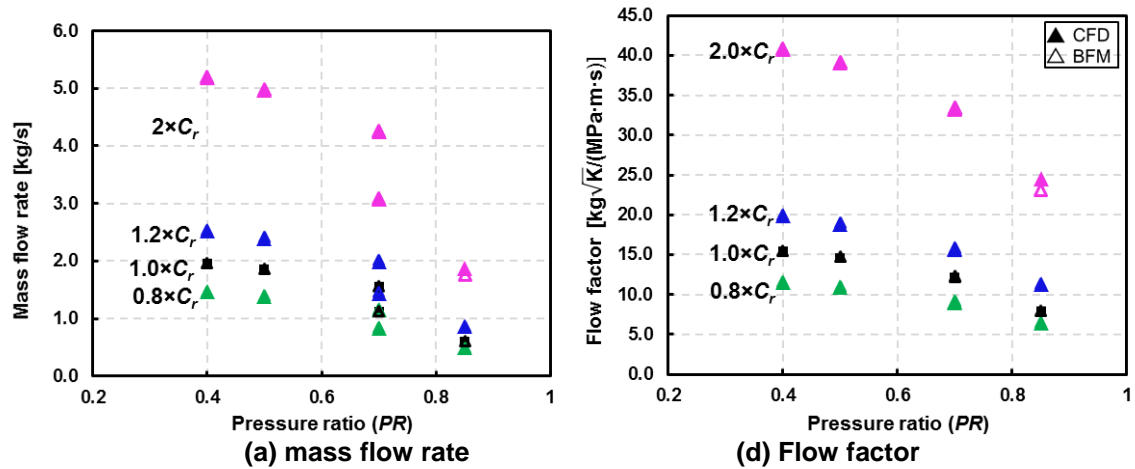 6.0
5.0
4.0
3.0
2.0
1.0
0.0
Mass flow rate [kg/s]
2×Cr
1.2×Cr
1.0×Cr
0.8×Cr
0.2
0.4
0.6
0.8
1
Pressure ratio (PR)
(a) mass flow rate
45.0
40.0
35.0
30.0
25.0
20.0
15.0
10.0
5.0
0.0
Flow factor [kg√K/(MPa·m·s)]
CFD
BFM
2.0×Cr
1.2×Cr
1.0×Cr
0.8×Cr
0.2
0.4
0.6
0.8
1
Pressure ratio (PR)
(d) Flow factor